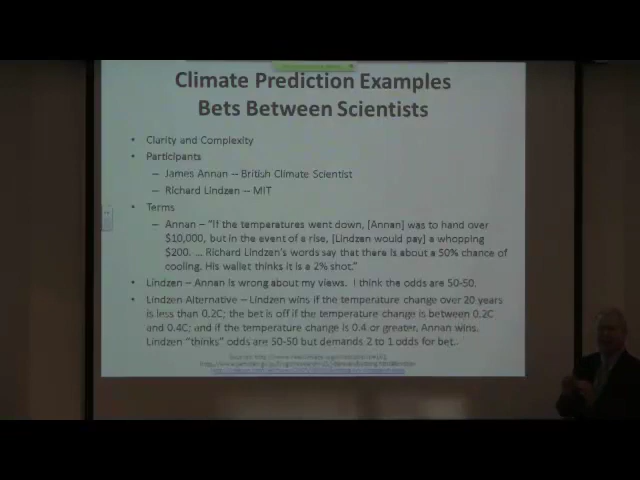 Climate Prediction Examples
Bets Between Scientists
• Clarity and Complexity
• Participants
– James Annan – British Climate Scientist
– Richard Lindzen – MIT
• Terms
– Annan – "If the temperatures went down, [Annan] was to hand over
$10,000, but in the event of a rise, [Lindzen would pay] a whopping
$200. ... Richard Lindzen's words say that there is about a 50% chance of
cooling. His wallet thinks it is a 2% shot."
• Lindzen – Annan is wrong about my views. I think the odds are 50-50.
• Lindzen Alternative – Lindzen wins if the temperature change over 20 years
is less than 0.2C; the bet is off if the temperature change is between 0.2C
and 0.4C; and if the temperature change is 0.4 or greater, Annan wins.
Lindzen "thinks" odds are 50-50 but demands 2 to 1 odds for bet..